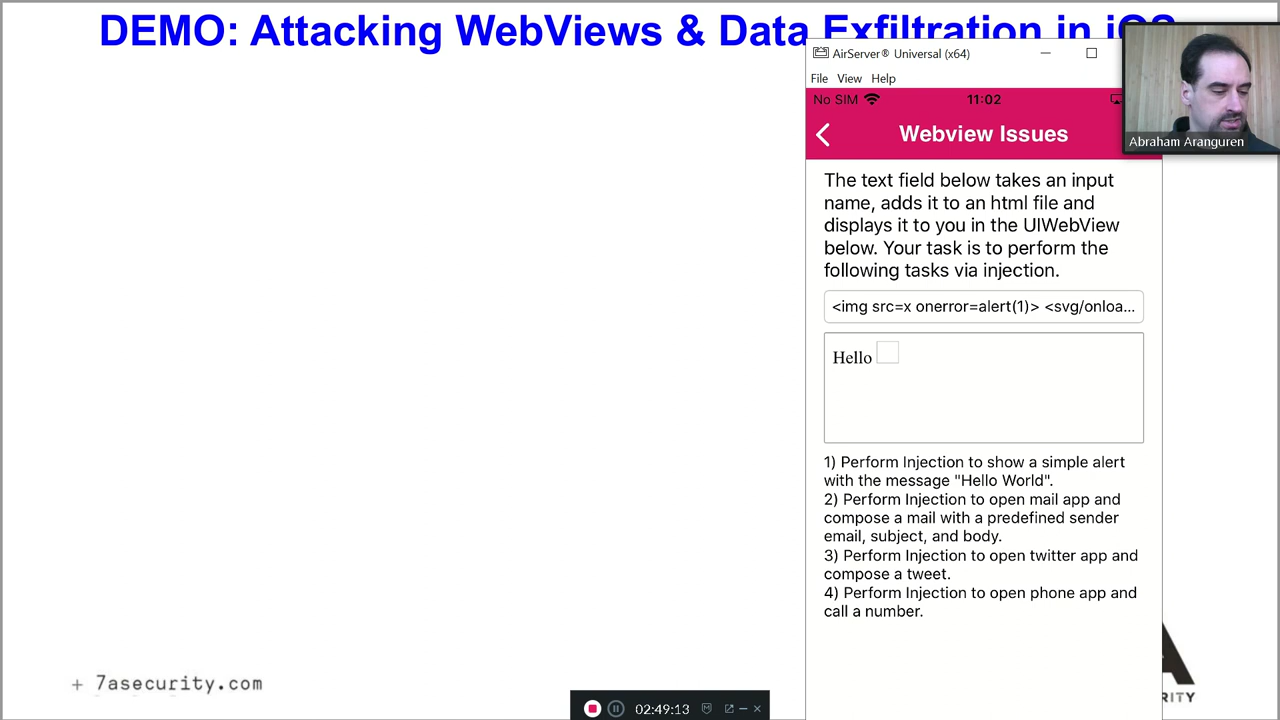 DEMO: Attacking WebViews & Data Exfiltration in iOS
AirServer® Universal (x64)
File View Help
No SIM 11:02
Webview Issues
Abraham Aranguren
The text field below takes an input
name, adds it to an html file and
displays it to you in the UIWebView
below. Your task is to perform the
following tasks via injection.
<img src=x onerror=alert(1)> <svg/onloa...
Hello
1) Perform Injection to show a simple alert
with the message "Hello World".
2) Perform Injection to open mail app and
compose a mail with a predefined sender
email, subject, and body.
3) Perform Injection to open twitter app and
compose a tweet.
4) Perform Injection to open phone app and
call a number.
+ 7asecurity.com
02:49:13